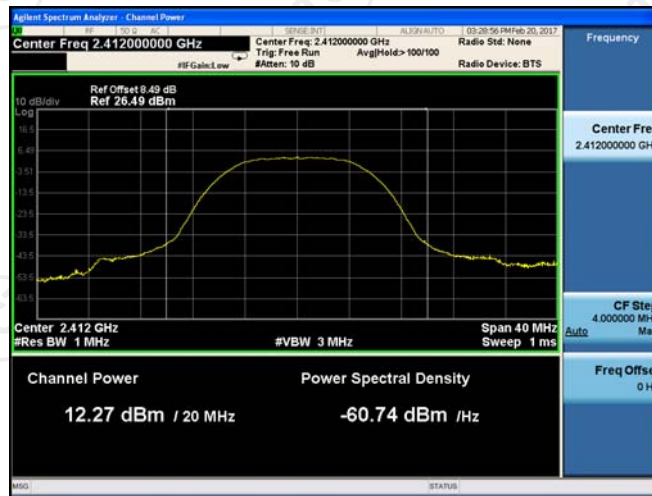 Agilent Spectrum Analyzer - Channel Power
RF 50 Ω AC SENSE:INT ALIGN AUTO 03:28:56 PM Feb 20, 2017
Center Freq 2.412000000 GHz
Center Freq: 2.412000000 GHz
Radio Std: None
Trig: Free Run Avg|Hold:> 100/100
#IFGain:Low #Atten: 10 dB Radio Device: BTS
Frequency
Ref Offset 8.49 dB
10 dB/div Ref 26.49 dBm
Log
16.5
6.49
-3.51
-13.5
-23.5
-33.5
-43.5
-53.5
-63.5
Center 2.412 GHz Span 40 MHz
#Res BW 1 MHz #VBW 3 MHz Sweep 1 ms
Channel Power Power Spectral Density
12.27 dBm / 20 MHz -60.74 dBm /Hz
Center Fre
2.412000000 GH
CF Ste
4.000000 MH
Auto Ma
Freq Offse
0 H
MSG STATUS